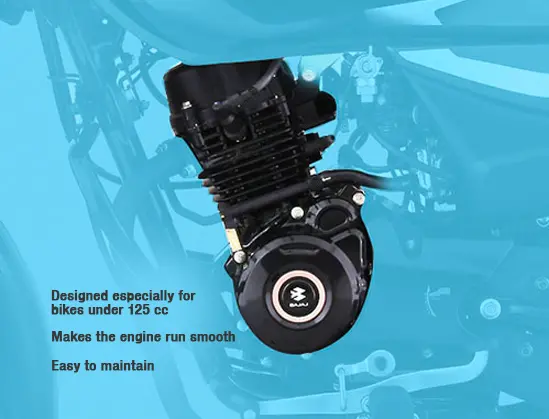 BAJAJ
Designed especially for
bikes under 125 cc
Makes the engine run smooth
Easy to maintain